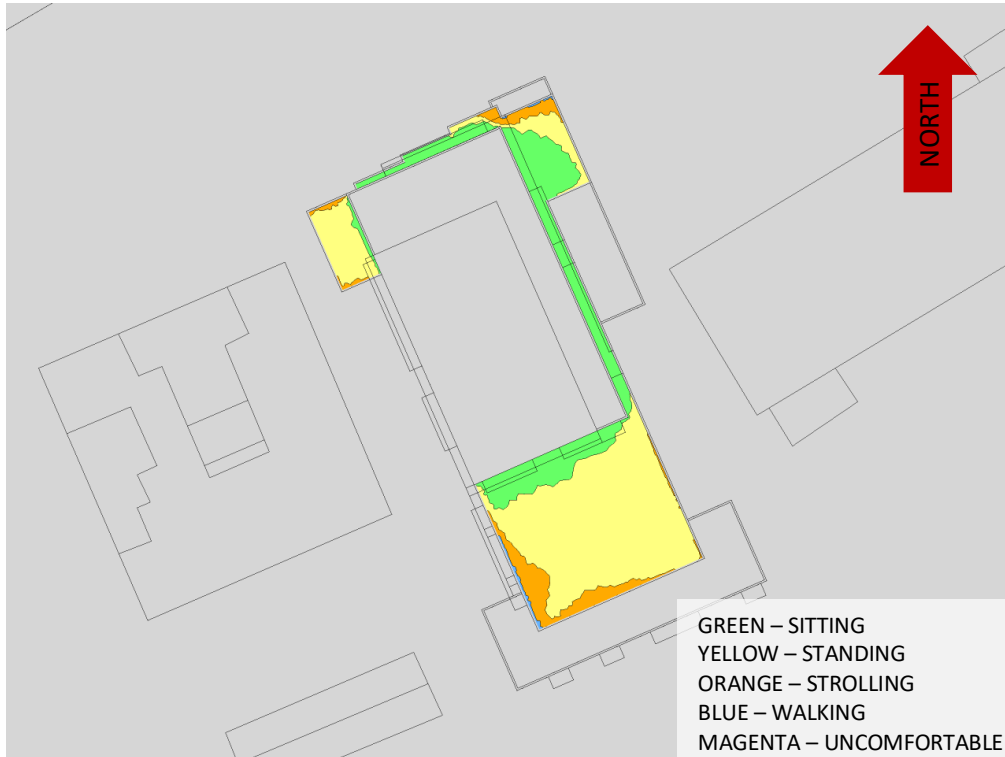 NORTH
GREEN – SITTING
YELLOW – STANDING
ORANGE – STROLLING
BLUE – WALKING
MAGENTA – UNCOMFORTABLE